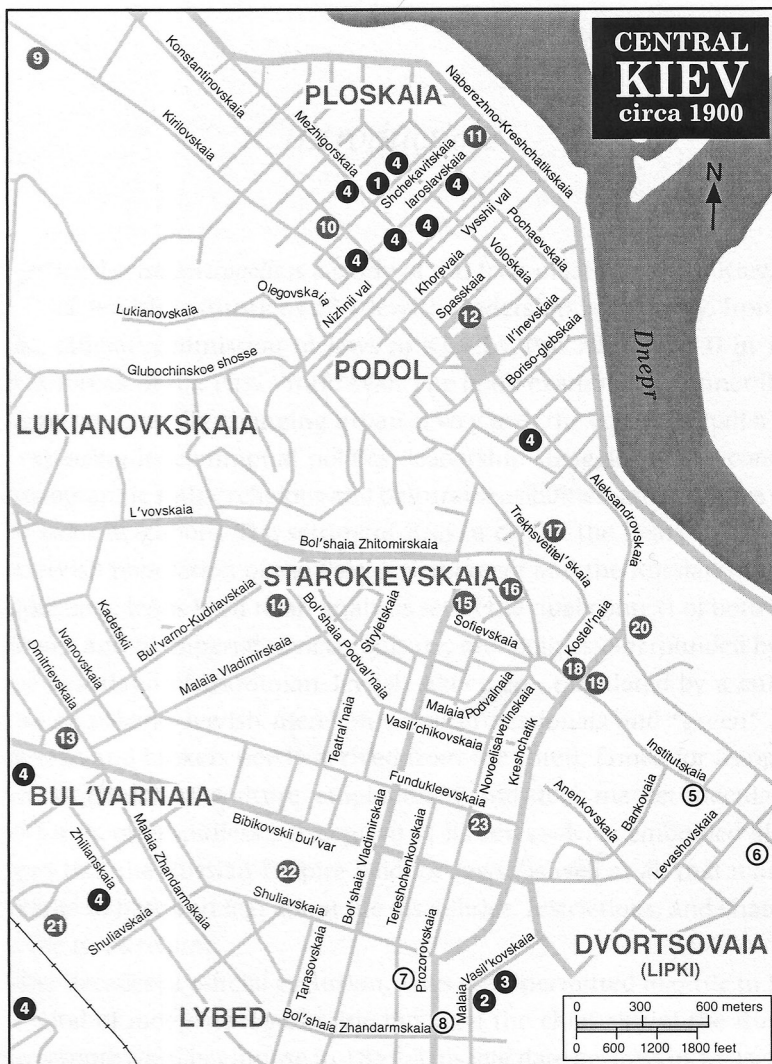 CENTRAL
KIEV
circa 1900
N
9
Konstantinovskaia
Kirilovskaia
Mezhigorskaia
PLOSKAIA
Naberezhno-Kreshchatikskaia
11
4
4
1
Shchekavitskaia
Iaroslavskaia
4
10
4
4
4
Vysshii val
Pochaevskaia
Voloskaia
Khorevaia
Olegovskaia
Nizhnii val
Spasskaia
12
Il'inevskaia
Boriso-glebskaia
Lukianovskaia
Glubochinskoe shosse
PODOL
Dnepr
LUKIANOVKSKAIA
4
Aleksandrovskaia
L'vovskaia
Bol'shaia Zhitomirskaia
Trekhsvetitel'skaia
17
STAROKIEVSKAIA
16
14
15
Bul'varno-Kudriavskaia
Kadetskii
Ivanovskaia
Dmitrievskaia
Malaia Vladimirskaia
Bol'shaia Podval'naia
Stryletskaia
Sofievskaia
Kostel'naia
20
18
19
Malaia Podvalnaia
13
Teatral'naia
Vasil'chikovskaia
Novoelisavetinskaia
Kreshchatik
Institutskaia
5
4
BUL'VARNAIA
Fundukleevskaia
23
Anenkovskaia
Bankovaia
Levashovskaia
6
Bibikovskii bul'var
Bol'shaia Vladimirskaia
Tereshchenkovskaia
Zhilianskaia
Malaia Zhandarmskaia
4
22
Shuliavskaia
21
Shuliavskaia
Tarasovskaia
7
Prozorovskaia
Malaia Vasil'kovskaia
3
2
DVORTSOVAIA
(LIPKI)
4
LYBED
Bol'shaia Zhandarmskaia
8
0 300 600 meters
0 600 1200 1800 feet